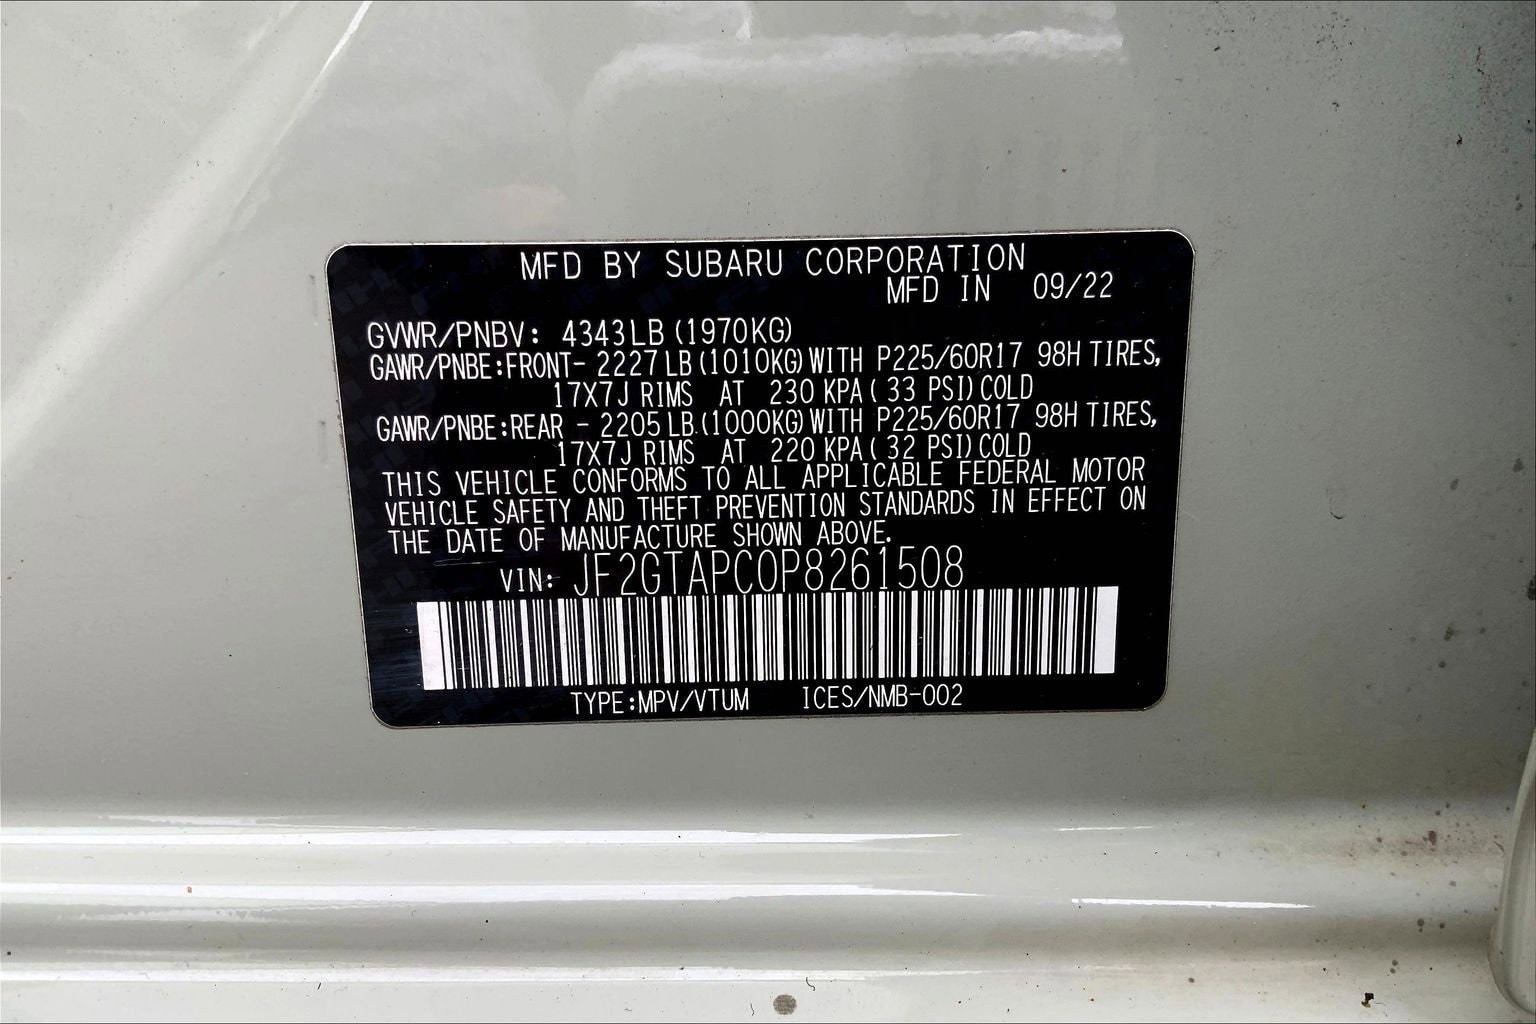 MFD BY SUBARU CORPORATION
MFD IN 09/22
GVWR/PNBV: 4343LB (1970KG)
GAWR/PNBE:FRONT- 2227LB (1010KG) WITH P225/60R17 98H TIRES,
17X7J RIMS AT 230 KPA ( 33 PSI) COLD
GAWR/PNBE:REAR - 2205LB (1000KG) WITH P225/60R17 98H TIRES,
17X7J RIMS AT 220 KPA ( 32 PSI) COLD
THIS VEHICLE CONFORMS TO ALL APPLICABLE FEDERAL MOTOR
VEHICLE SAFETY AND THEFT PREVENTION STANDARDS IN EFFECT ON
THE DATE OF MANUFACTURE SHOWN ABOVE.
VIN: JF2GTAPC0P8261508
TYPE:MPV/VTUM ICES/NMB-002